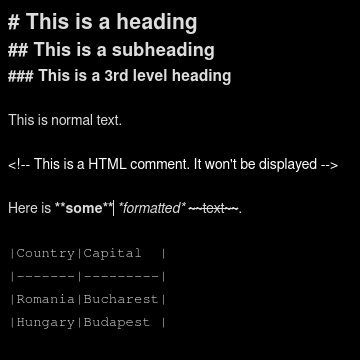 # This is a heading
## This is a subheading
### This is a 3rd level heading
This is normal text.
<!-- This is a HTML comment. It won't be displayed -->
Here is **some** *formatted* ~~text~~.
|Country|Capital  |
|-------|---------|
|Romania|Bucharest|
|Hungary|Budapest |